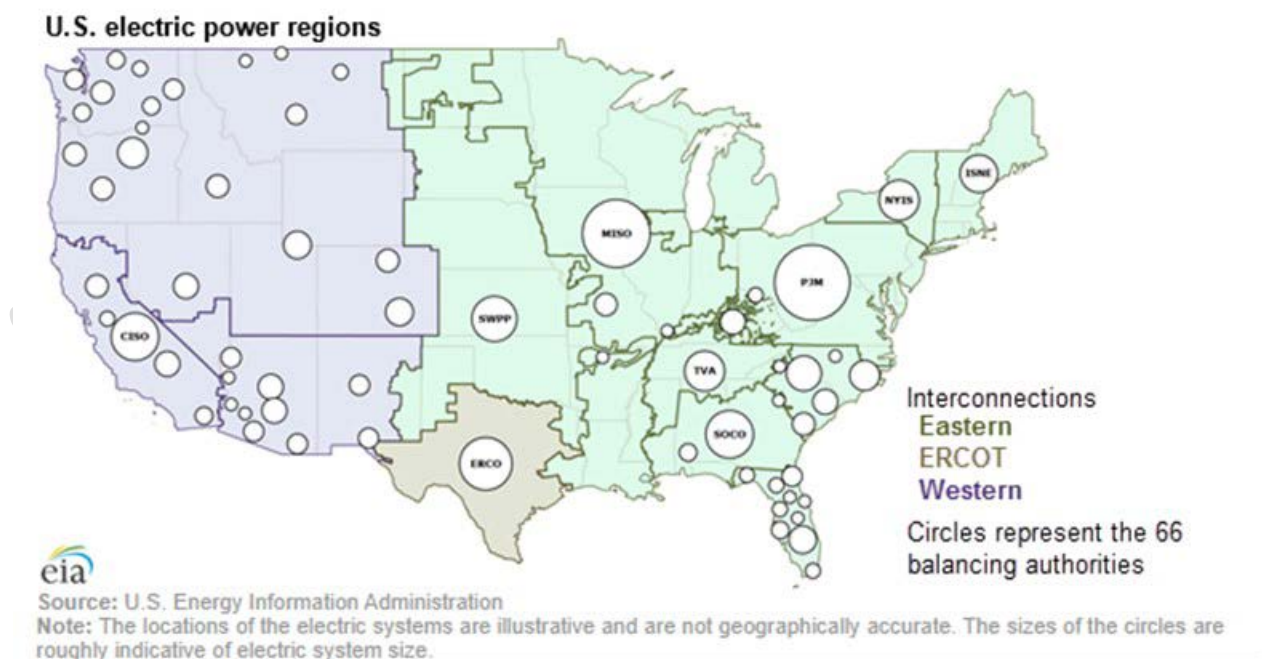 U.S. electric power regions
ISNE
NYIS
MISO
PJM
SWPP
CISO
TVA
Interconnections
Eastern
SOCO
ERCOT
ERCO
Western
Circles represent the 66
balancing authorities
eia
Source: U.S. Energy Information Administration
Note: The locations of the electric systems are illustrative and are not geographically accurate. The sizes of the circles are
roughly indicative of electric system size.